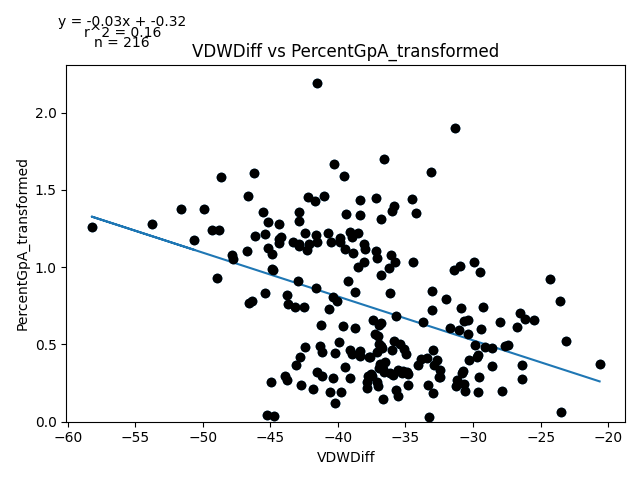 y = -0.03x + -0.32
r^2 = 0.16
n = 216
VDWDiff vs PercentGpA_transformed
PercentGpA_transformed
2.0
1.5
1.0
0.5
0.0
−60
−55
−50
−45
−40
−35
−30
−25
−20
VDWDiff